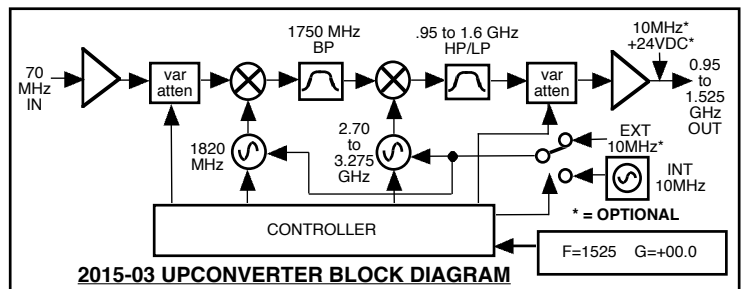 70
MHz
IN
var
atten
1750 MHz
BP
.95 to 1.6 GHz
HP/LP
var
atten
10MHz*
+24VDC*
0.95
to
1.525
GHz
OUT
1820
MHz
2.70
to
3.275
GHz
EXT
10MHz*
INT
10MHz
* = OPTIONAL
CONTROLLER
F=1525 G=+00.0
2015-03 UPCONVERTER BLOCK DIAGRAM